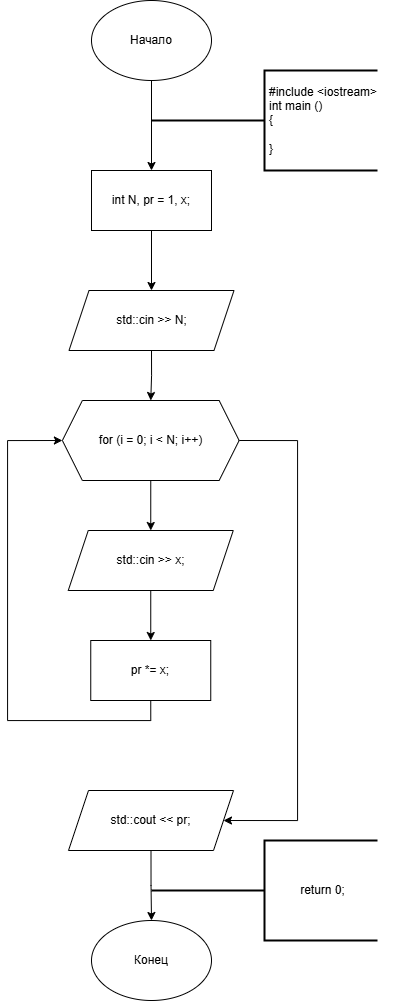 Начало
#include <iostream>
int main ()
{
}
int N, pr = 1, x;
std::cin >> N;
for (i = 0; i < N; i++)
std::cin >> x;
pr *= x;
std::cout << pr;
return 0;
Конец